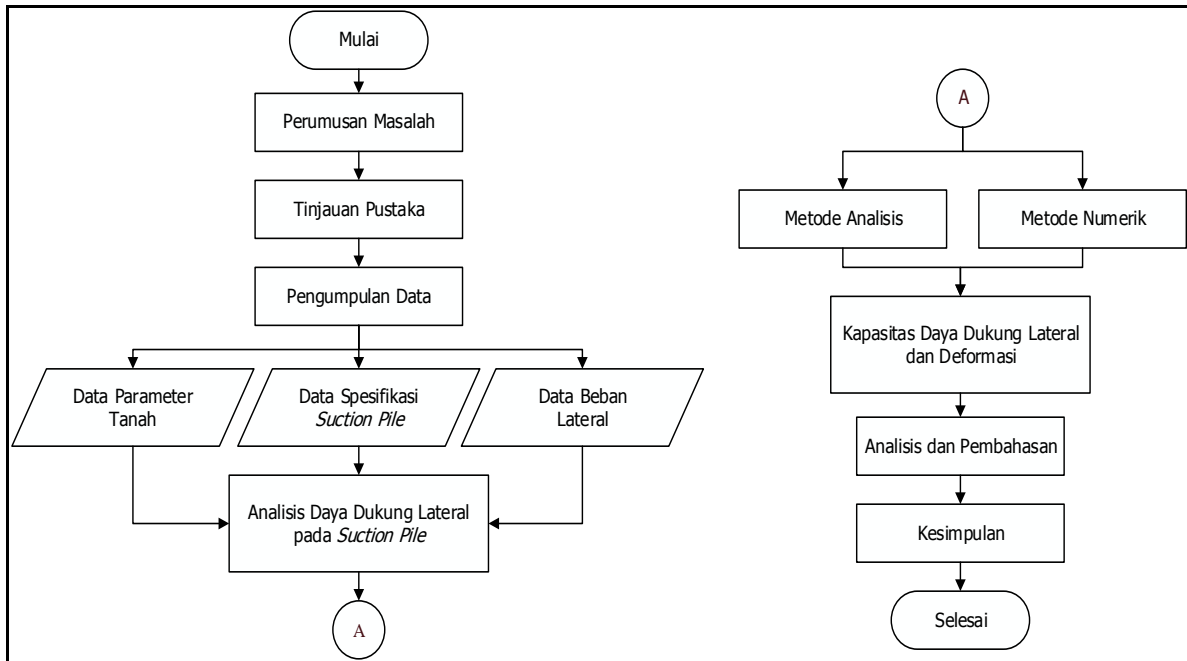 Mulai
Perumusan Masalah
Tinjauan Pustaka
Pengumpulan Data
Data Parameter
Tanah
Data Spesifikasi
Suction Pile
Data Beban
Lateral
Analisis Daya Dukung Lateral
pada Suction Pile
A
A
Metode Analisis
Metode Numerik
Kapasitas Daya Dukung Lateral
dan Deformasi
Analisis dan Pembahasan
Kesimpulan
Selesai